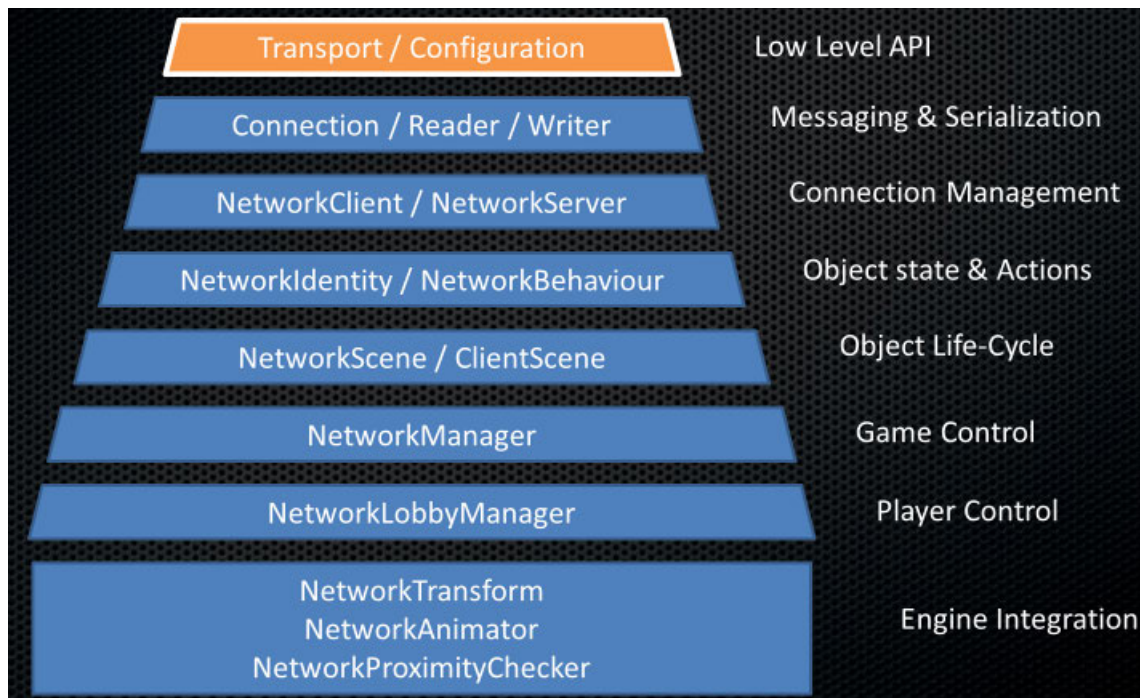 Transport / Configuration
Low Level API
Connection / Reader / Writer
Messaging & Serialization
NetworkClient / NetworkServer
Connection Management
NetworkIdentity / NetworkBehaviour
Object state & Actions
NetworkScene / ClientScene
Object Life-Cycle
NetworkManager
Game Control
NetworkLobbyManager
Player Control
NetworkTransform
NetworkAnimator
NetworkProximityChecker
Engine Integration